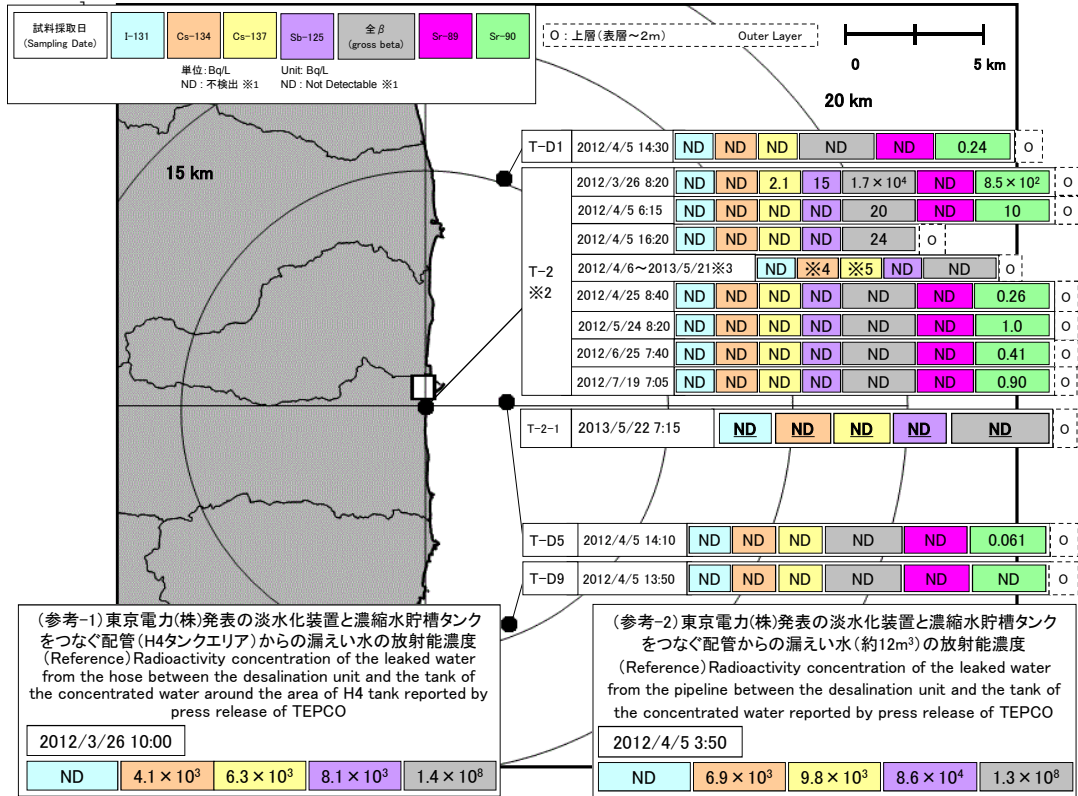 試料採取日
(Sampling Date)
I-131
Cs-134
Cs-137
Sb-125
全β
(gross beta)
Sr-89
Sr-90
単位:Bq/L Unit: Bq/L
ND : 不検出 ※1 ND : Not Detectable ※1
O : 上層(表層～2m) Outer Layer
0 5 km
20 km
15 km
T-D1 2012/4/5 14:30 ND ND ND ND ND 0.24 O
T-2
※2
2012/3/26 8:20 ND ND 2.1 15 1.7×10⁴ ND 8.5×10² O
2012/4/5 6:15 ND ND ND ND 20 ND 10 O
2012/4/5 16:20 ND ND ND ND 24 O
2012/4/6～2013/5/21※3 ND ※4 ※5 ND ND O
2012/4/25 8:40 ND ND ND ND ND ND 0.26 O
2012/5/24 8:20 ND ND ND ND ND ND 1.0 O
2012/6/25 7:40 ND ND ND ND ND ND 0.41 O
2012/7/19 7:05 ND ND ND ND ND ND 0.90 O
T-2-1 2013/5/22 7:15 ND ND ND ND ND O
T-D5 2012/4/5 14:10 ND ND ND ND ND 0.061 O
T-D9 2012/4/5 13:50 ND ND ND ND ND ND O
(参考-1)東京電力(株)発表の淡水化装置と濃縮水貯槽タンク
をつなぐ配管(H4タンクエリア)からの漏えい水の放射能濃度
(Reference)Radioactivity concentration of the leaked water
from the hose between the desalination unit and the tank of
the concentrated water around the area of H4 tank reported by
press release of TEPCO
2012/3/26 10:00
ND 4.1×10³ 6.3×10³ 8.1×10³ 1.4×10⁸
(参考-2)東京電力(株)発表の淡水化装置と濃縮水貯槽タンク
をつなぐ配管からの漏えい水(約12m³)の放射能濃度
(Reference)Radioactivity concentration of the leaked water
from the pipeline between the desalination unit and the tank of
the concentrated water reported by press release of TEPCO
2012/4/5 3:50
ND 6.9×10³ 9.8×10³ 8.6×10⁴ 1.3×10⁸